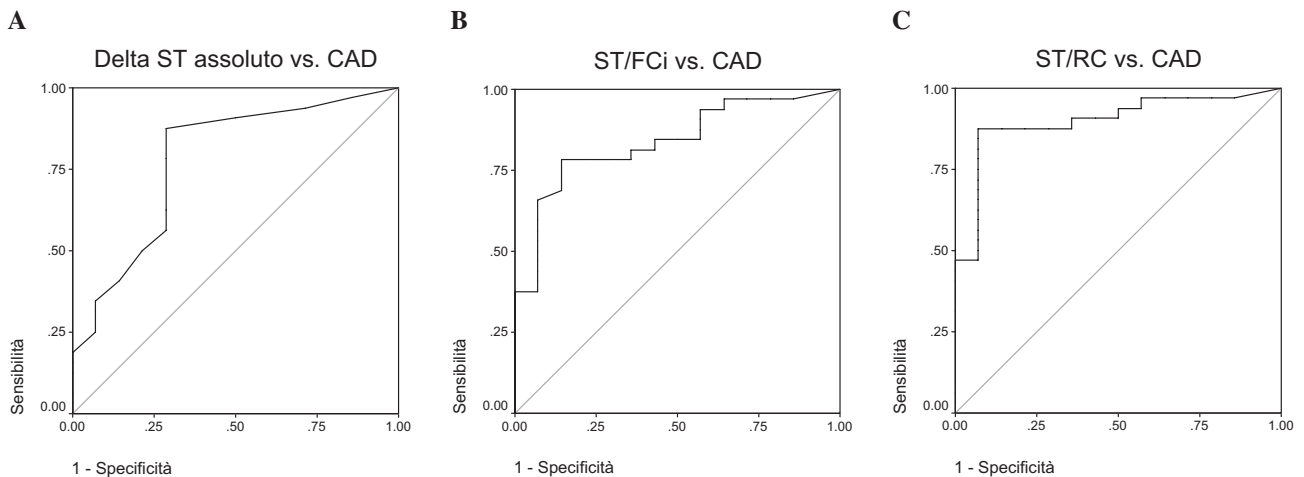 A
Delta ST assoluto vs. CAD
1.00
.75
.50
.25
0.00
Sensibilità
0.00 .25 .50 .75 1.00
1 - Specificità
B
ST/FCi vs. CAD
1.00
.75
.50
.25
0.00
Sensibilità
0.00 .25 .50 .75 1.00
1 - Specificità
C
ST/RC vs. CAD
1.00
.75
.50
.25
0.00
Sensibilità
0.00 .25 .50 .75 1.00
1 - Specificità